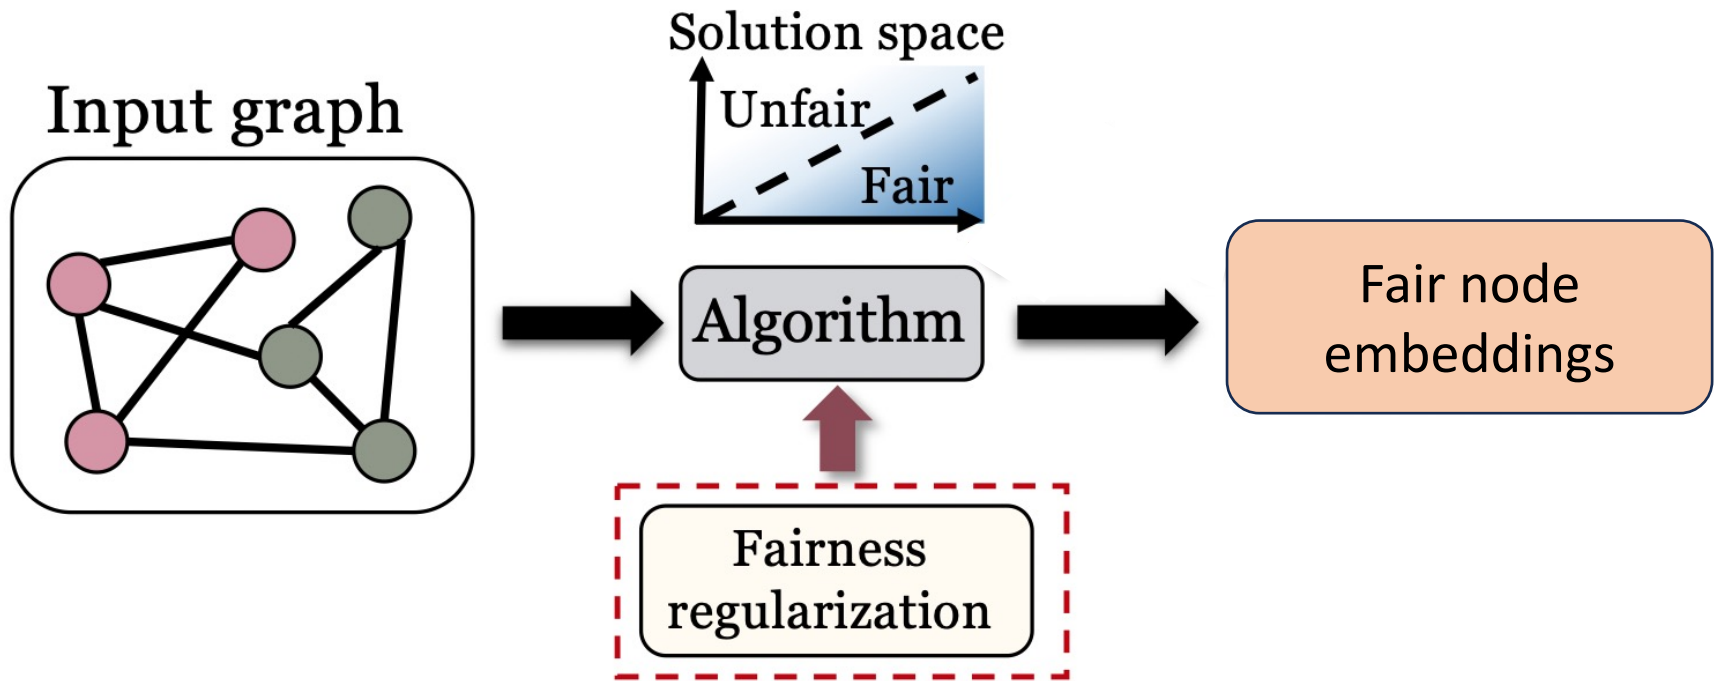 Solution space
Input graph
Unfair
Fair
Algorithm
Fair node
embeddings
Fairness
regularization